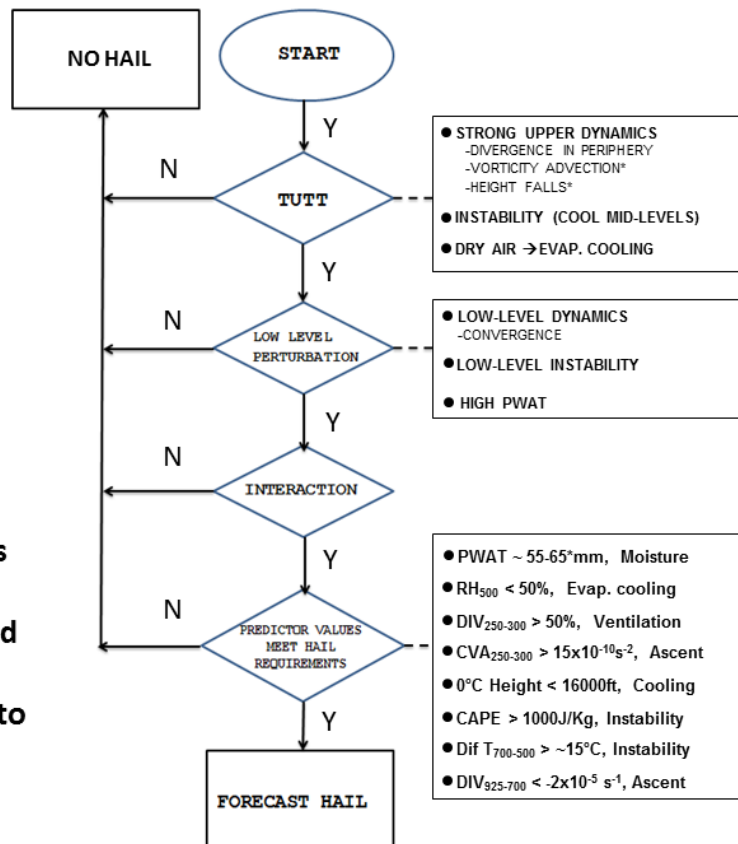 NO HAIL
START
Y
N
TUTT
● STRONG UPPER DYNAMICS
-DIVERGENCE IN PERIPHERY
-VORTICITY ADVECTION*
-HEIGHT FALLS*
● INSTABILITY (COOL MID-LEVELS)
● DRY AIR →EVAP. COOLING
Y
N
LOW LEVEL
PERTURBATION
● LOW-LEVEL DYNAMICS
-CONVERGENCE
● LOW-LEVEL INSTABILITY
● HIGH PWAT
Y
N
INTERACTION
Y
N
PREDICTOR VALUES
MEET HAIL
REQUIREMENTS
● PWAT ~ 55-65*mm, Moisture
● RH500 < 50%, Evap. cooling
● DIV250-300 > 50%, Ventilation
● CVA250-300 > 15x10-10s-2, Ascent
● 0°C Height < 16000ft, Cooling
● CAPE > 1000J/Kg, Instability
● Dif T700-500 > ~15°C, Instability
● DIV925-700 < -2x10-5 s-1, Ascent
s
d
to
Y
FORECAST HAIL